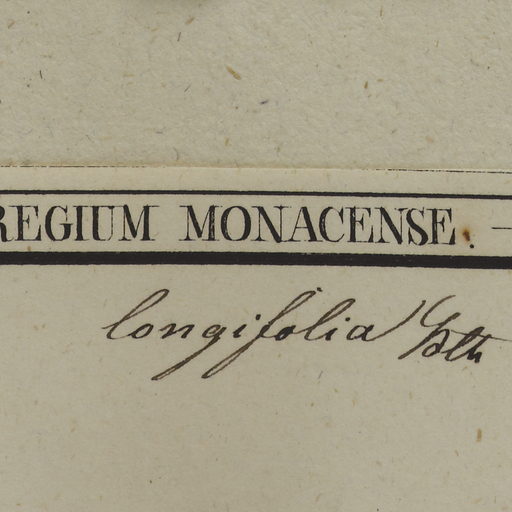 REGIUM MONACENSE. —
longifolia